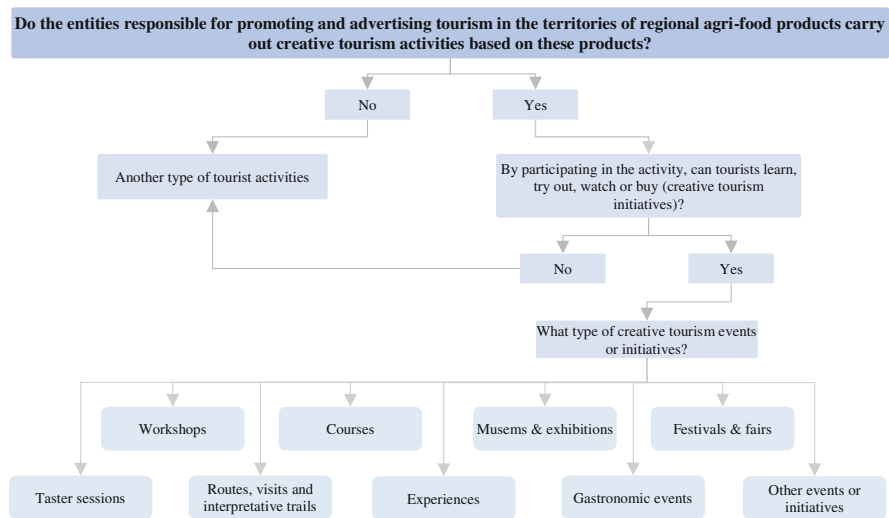 Do the entities responsible for promoting and advertising tourism in the territories of regional agri-food products carry
out creative tourism activities based on these products?
No
Yes
Another type of tourist activities
By participating in the activity, can tourists learn,
try out, watch or buy (creative tourism
initiatives)?
No
Yes
What type of creative tourism events
or initiatives?
Workshops
Courses
Musems & exhibitions
Festivals & fairs
Taster sessions
Routes, visits and
interpretative trails
Experiences
Gastronomic events
Other events or
initiatives